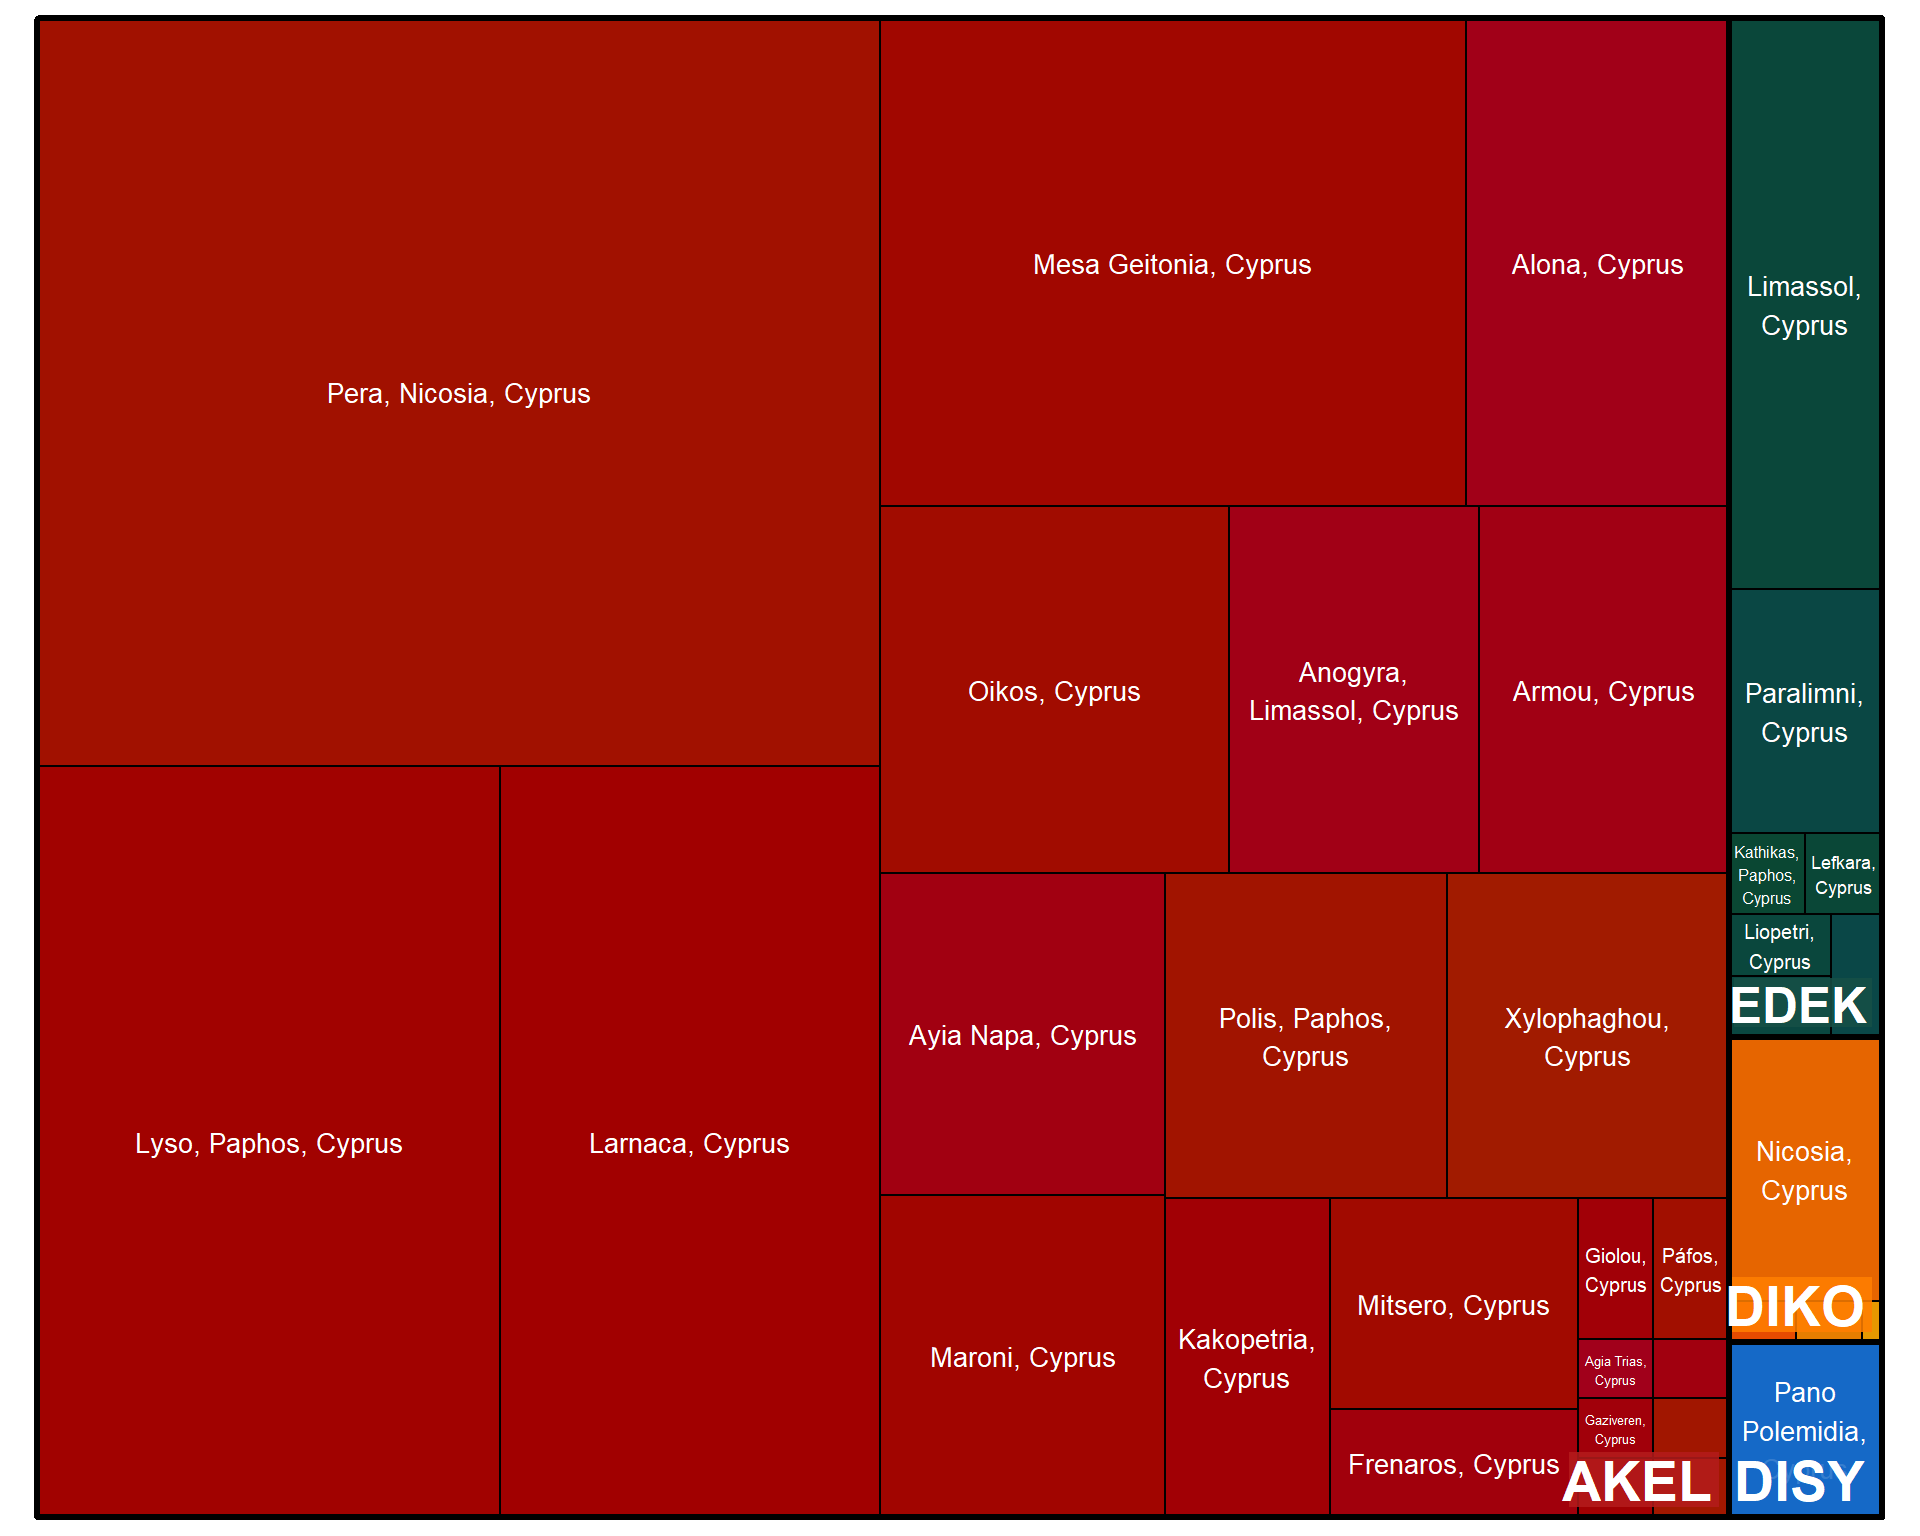 Pera, Nicosia, Cyprus
Mesa Geitonia, Cyprus
Alona, Cyprus
Limassol,
Cyprus
Oikos, Cyprus
Anogyra,
Limassol, Cyprus
Armou, Cyprus
Paralimni,
Cyprus
Kathikas,
Paphos,
Cyprus
Lefkara,
Cyprus
Liopetri,
Cyprus
EDEK
Lyso, Paphos, Cyprus
Larnaca, Cyprus
Ayia Napa, Cyprus
Polis, Paphos,
Cyprus
Xylophaghou,
Cyprus
Nicosia,
Cyprus
DIKO
Maroni, Cyprus
Kakopetria,
Cyprus
Mitsero, Cyprus
Frenaros, Cyprus
Giolou,
Cyprus
Páfos,
Cyprus
Agia Trias,
Cyprus
Gaziveren,
Cyprus
AKEL
Pano
Polemidia,
Cyprus
DISY